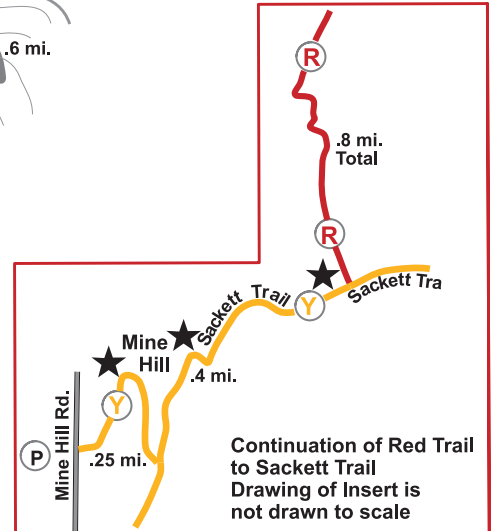 .6 mi.
R
.8 mi.
Total
R
Sackett Tra
Y
Sackett Trail
Mine
Hill
.4 mi.
Y
Mine Hill Rd.
P
.25 mi.
Continuation of Red Trail
to Sackett Trail
Drawing of Insert is
not drawn to scale